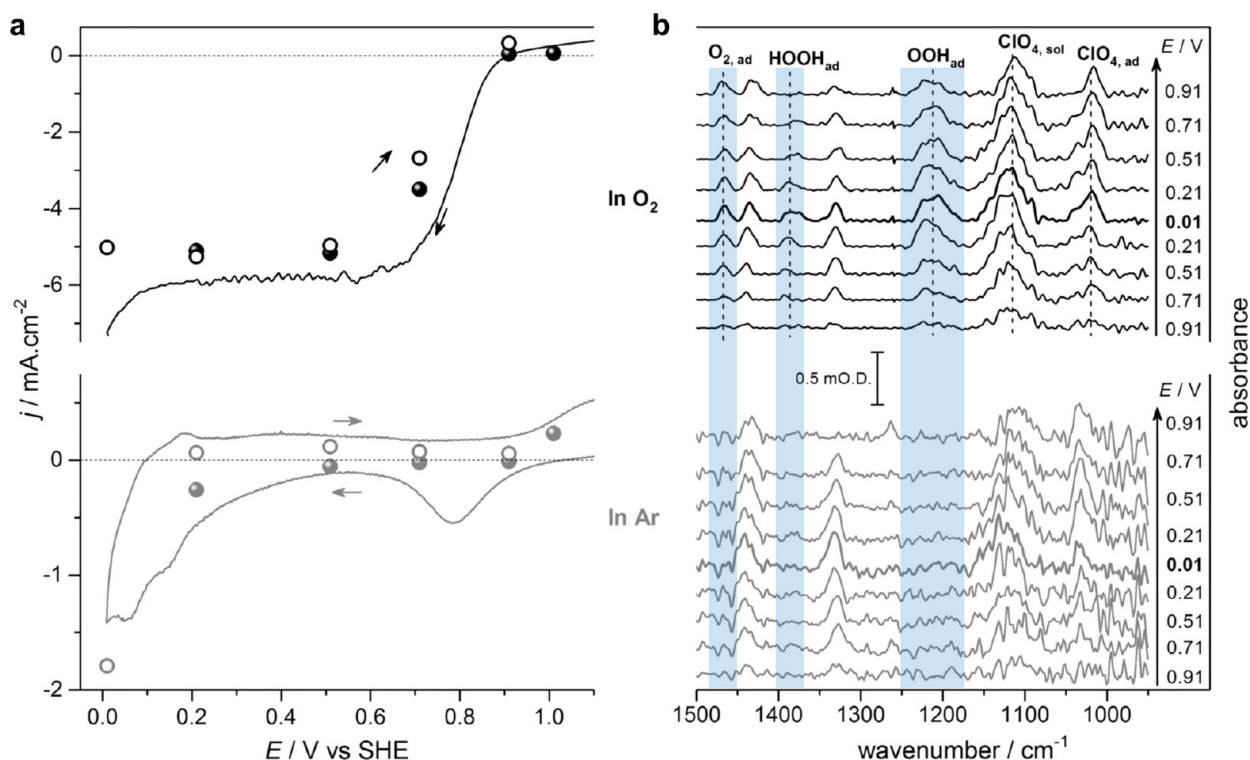 a
j / mA.cm-2
0
-2
-4
-6
0
-1
-2
0.0 0.2 0.4 0.6 0.8 1.0
E / V vs SHE
In O2
In Ar
b
O2, ad HOOHad OOHad ClO4, sol ClO4, ad
E / V
0.91
0.71
0.51
0.21
0.01
0.21
0.51
0.71
0.91
0.5 mO.D.
E / V
0.91
0.71
0.51
0.21
0.01
0.21
0.51
0.71
0.91
1500 1400 1300 1200 1100 1000
wavenumber / cm-1
absorbance